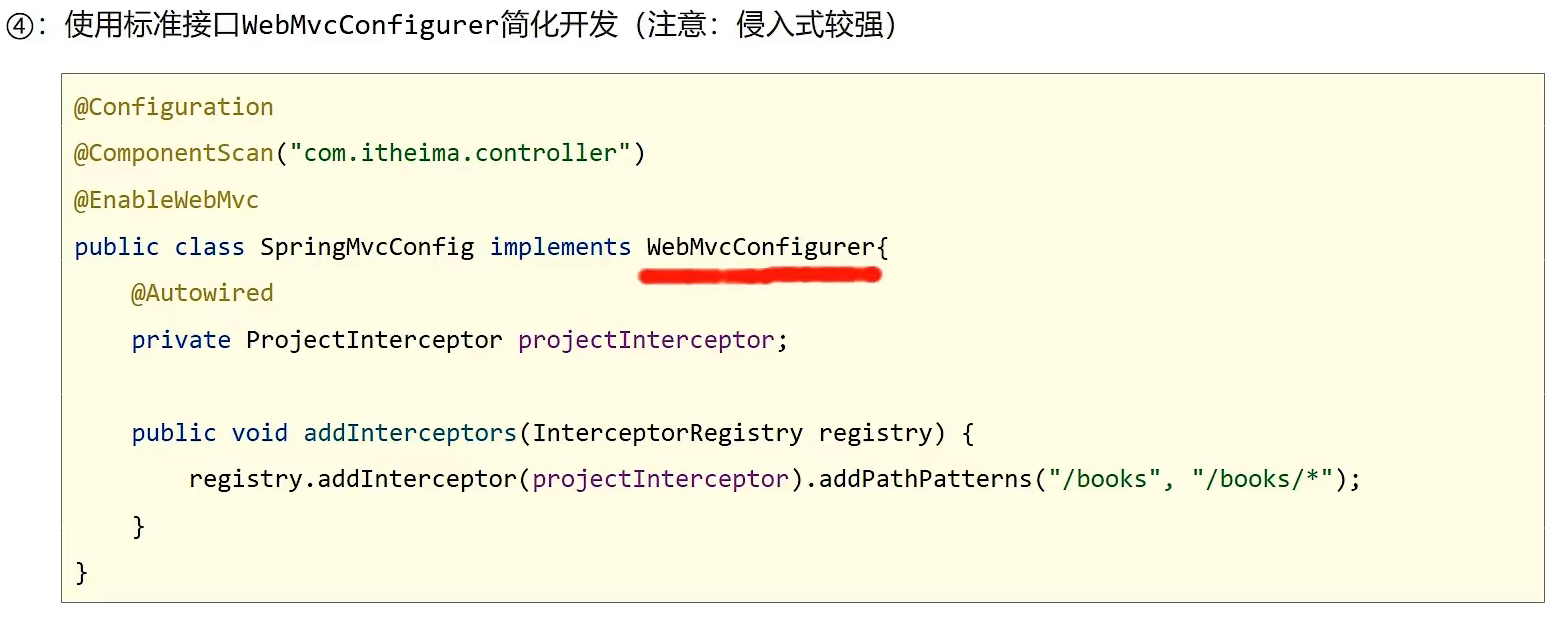 ④：使用标准接口WebMvcConfigurer简化开发（注意：侵入式较强）
@Configuration
@ComponentScan("com.itheima.controller")
@EnableWebMvc
public class SpringMvcConfig implements WebMvcConfigurer{
@Autowired
private ProjectInterceptor projectInterceptor;
public void addInterceptors(InterceptorRegistry registry) {
registry.addInterceptor(projectInterceptor).addPathPatterns("/books", "/books/*");
}
}